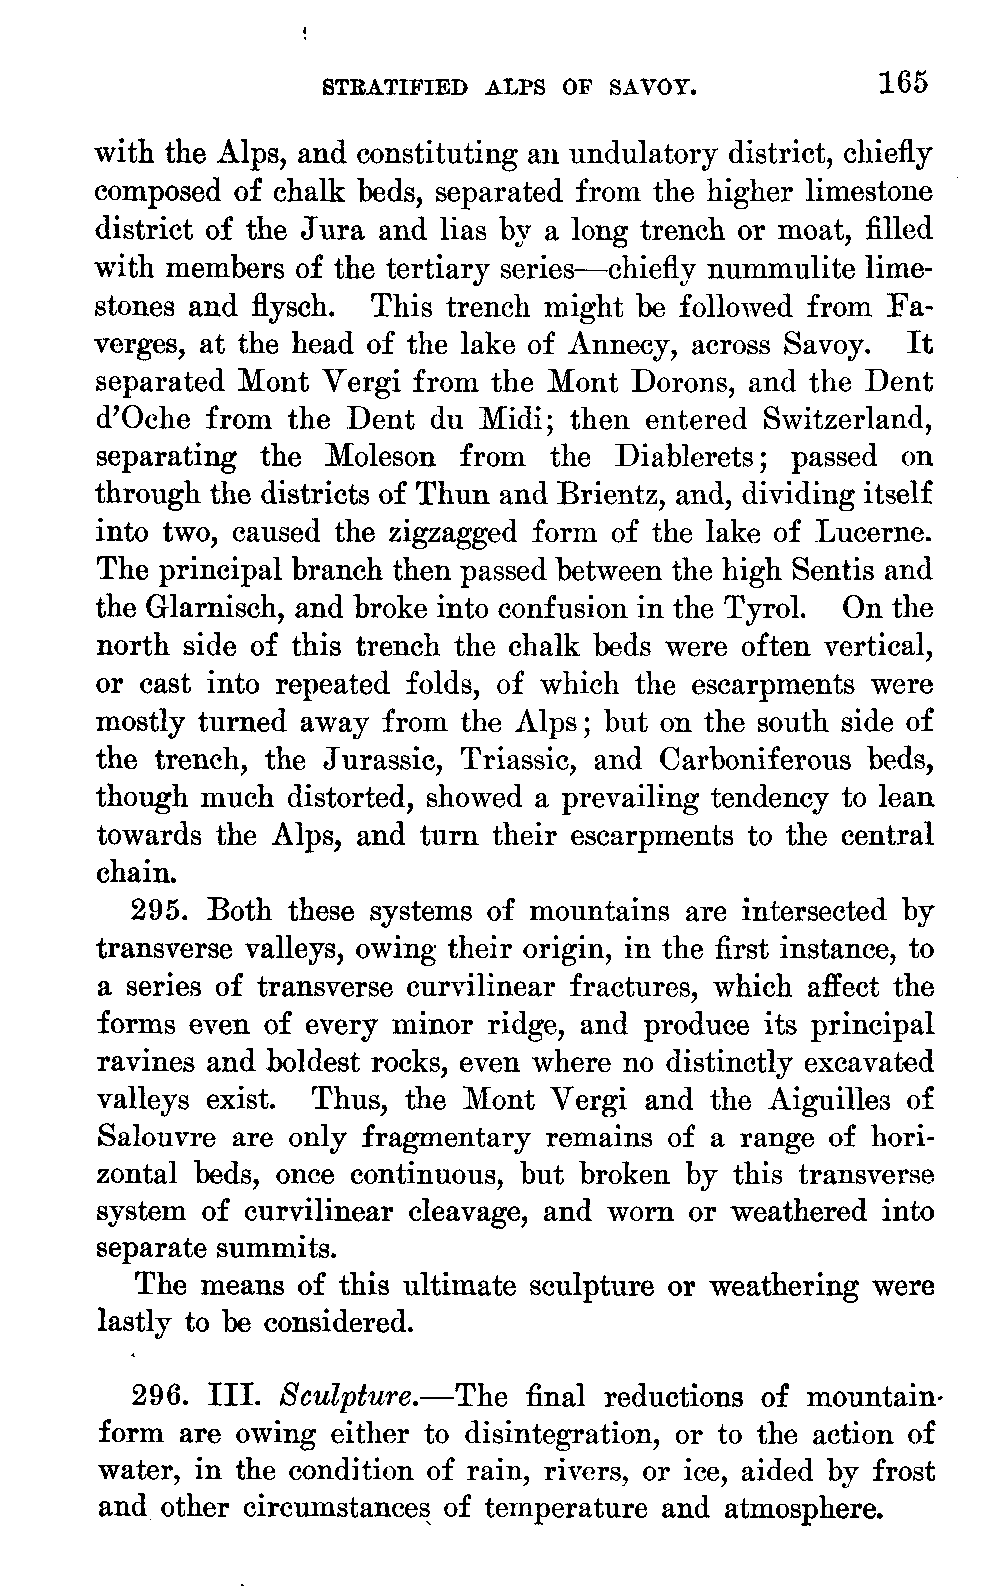 STRATIFIED ALPS OF SAVOY. 165
with the Alps, and constituting an undulatory district, chiefly
composed of chalk beds, separated from the higher limestone
district of the Jura and lias by a long trench or moat, filled
with members of the tertiary series—chiefly nummulite lime-
stones and flysch. This trench might be followed from Fa-
verges, at the head of the lake of Annecy, across Savoy. It
separated Mont Vergi from the Mont Dorons, and the Dent
d'Oche from the Dent du Midi; then entered Switzerland,
separating the Moleson from the Diablerets; passed on
through the districts of Thun and Brientz, and, dividing itself
into two, caused the zigzagged form of the lake of Lucerne.
The principal branch then passed between the high Sentis and
the Glarnisch, and broke into confusion in the Tyrol. On the
north side of this trench the chalk beds were often vertical,
or cast into repeated folds, of which the escarpments were
mostly turned away from the Alps; but on the south side of
the trench, the Jurassic, Triassic, and Carboniferous beds,
though much distorted, showed a prevailing tendency to lean
towards the Alps, and turn their escarpments to the central
chain.
295. Both these systems of mountains are intersected by
transverse valleys, owing their origin, in the first instance, to
a series of transverse curvilinear fractures, which affect the
forms even of every minor ridge, and produce its principal
ravines and boldest rocks, even where no distinctly excavated
valleys exist. Thus, the Mont Vergi and the Aiguilles of
Salouvre are only fragmentary remains of a range of hori-
zontal beds, once continuous, but broken by this transverse
system of curvilinear cleavage, and worn or weathered into
separate summits.
The means of this ultimate sculpture or weathering were
lastly to be considered.
296. III. Sculpture.—The final reductions of mountain-
form are owing either to disintegration, or to the action of
water, in the condition of rain, rivers, or ice, aided by frost
and other circumstances of temperature and atmosphere.